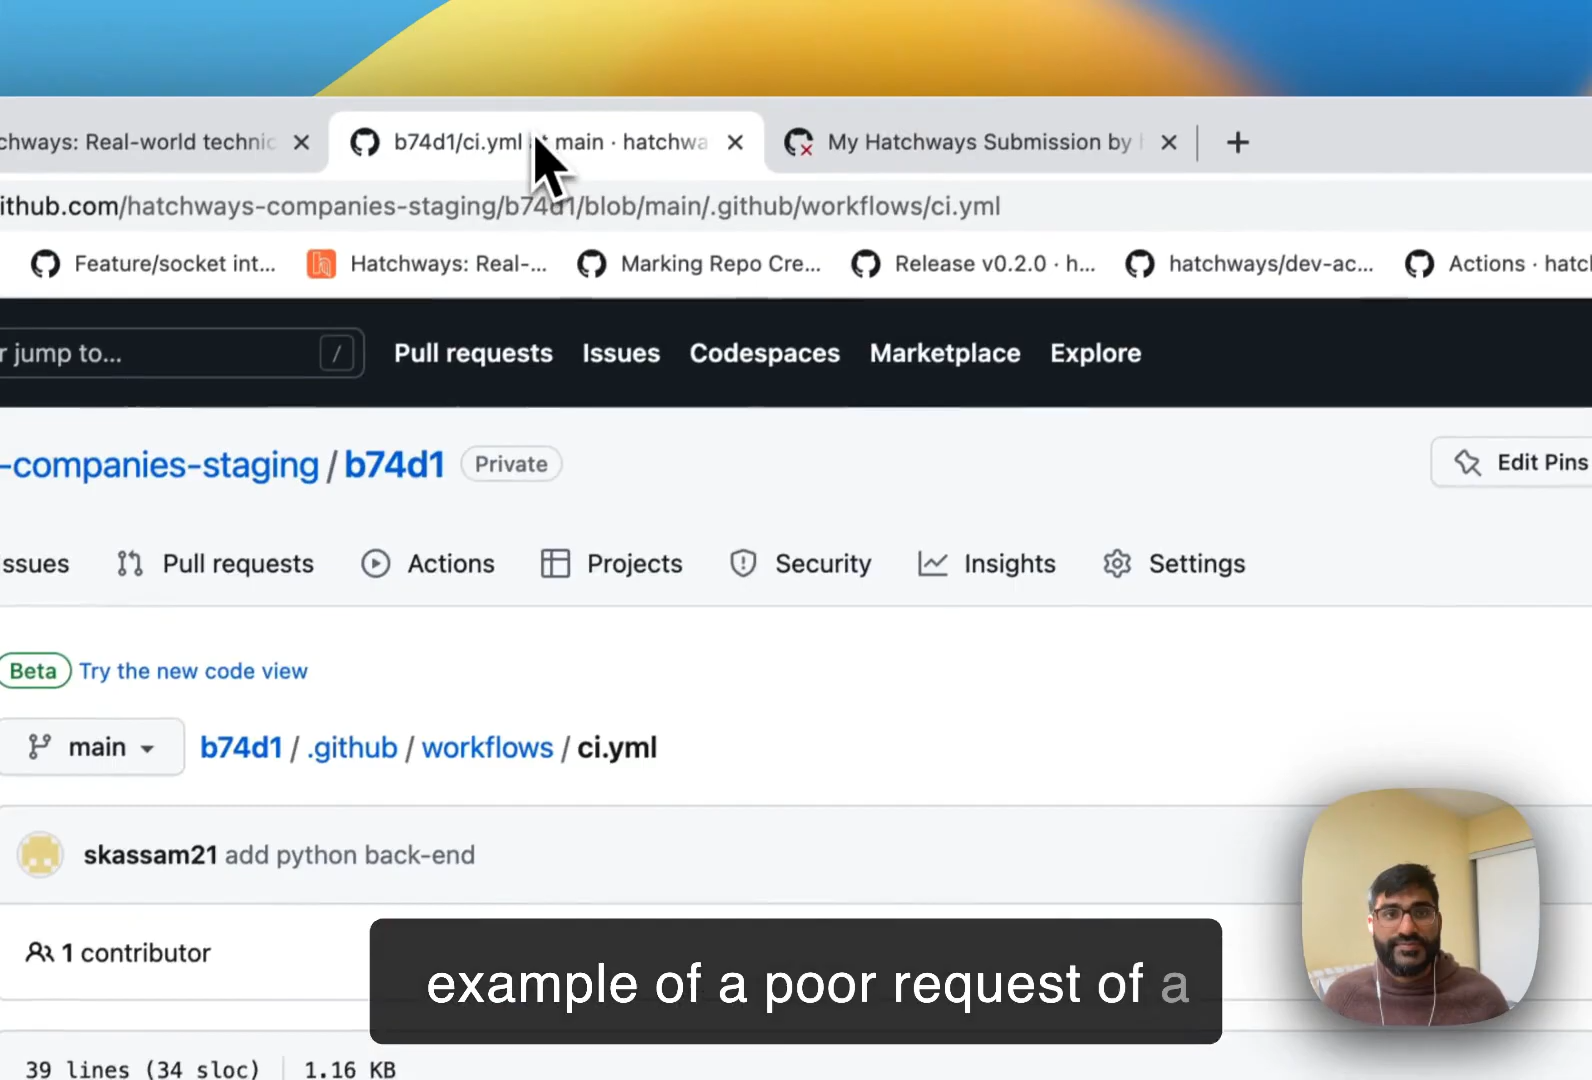 chways: Real-world technic
b74d1/ci.yml at main · hatchwa
My Hatchways Submission by
ithub.com/hatchways-companies-staging/b74d1/blob/main/.github/workflows/ci.yml
Feature/socket int...
Hatchways: Real-...
Marking Repo Cre...
Release v0.2.0 · h...
hatchways/dev-ac...
Actions · hatch
r jump to...
/
Pull requests
Issues
Codespaces
Marketplace
Explore
-companies-staging / b74d1
Private
Edit Pins
ssues
Pull requests
Actions
Projects
Security
Insights
Settings
Beta
Try the new code view
main
b74d1 / .github / workflows / ci.yml
skassam21 add python back-end
1 contributor
example of a poor request of a
39 lines (34 sloc)
1.16 KB